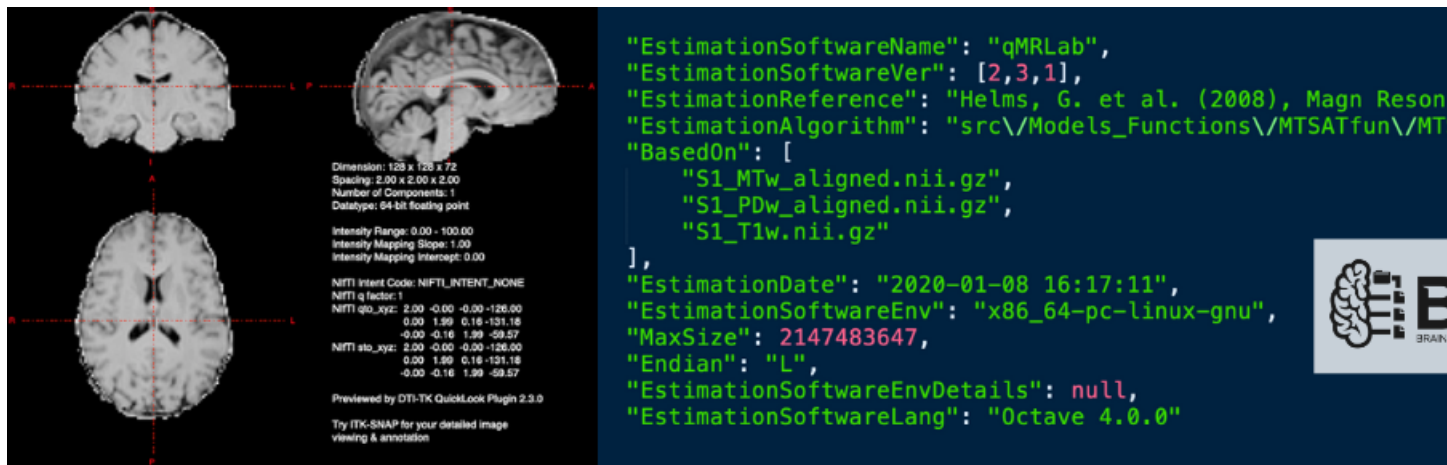 R
L
P
A
I
A
Dimension: 128 x 128 x 72
Spacing: 2.00 x 2.00 x 2.00
Number of Components: 1
Datatype: 64-bit floating point
Intensity Range: 0.00 - 100.00
Intensity Mapping Slope: 1.00
Intensity Mapping Intercept: 0.00
NIfTI Intent Code: NIFTI_INTENT_NONE
NIfTI q factor: 1
NIfTI qto_xyz: 2.00 -0.00 -0.00 -126.00
0.00 1.99 0.16 -131.18
-0.00 -0.16 1.99 -59.57
NIfTI sto_xyz: 2.00 -0.00 -0.00 -126.00
0.00 1.99 0.16 -131.18
-0.00 -0.16 1.99 -59.57
Previewed by DTI-TK QuickLook Plugin 2.3.0
Try ITK-SNAP for your detailed image
viewing & annotation
R
L
P
"EstimationSoftwareName": "qMRLab",
"EstimationSoftwareVer": [2,3,1],
"EstimationReference": "Helms, G. et al. (2008), Magn Reson
"EstimationAlgorithm": "src\/Models_Functions\/MTSATfun\/MT
"BasedOn": [
"S1_MTw_aligned.nii.gz",
"S1_PDw_aligned.nii.gz",
"S1_T1w.nii.gz"
],
"EstimationDate": "2020-01-08 16:17:11",
"EstimationSoftwareEnv": "x86_64-pc-linux-gnu",
"MaxSize": 2147483647,
"Endian": "L",
"EstimationSoftwareEnvDetails": null,
"EstimationSoftwareLang": "Octave 4.0.0"
B
BRAIN